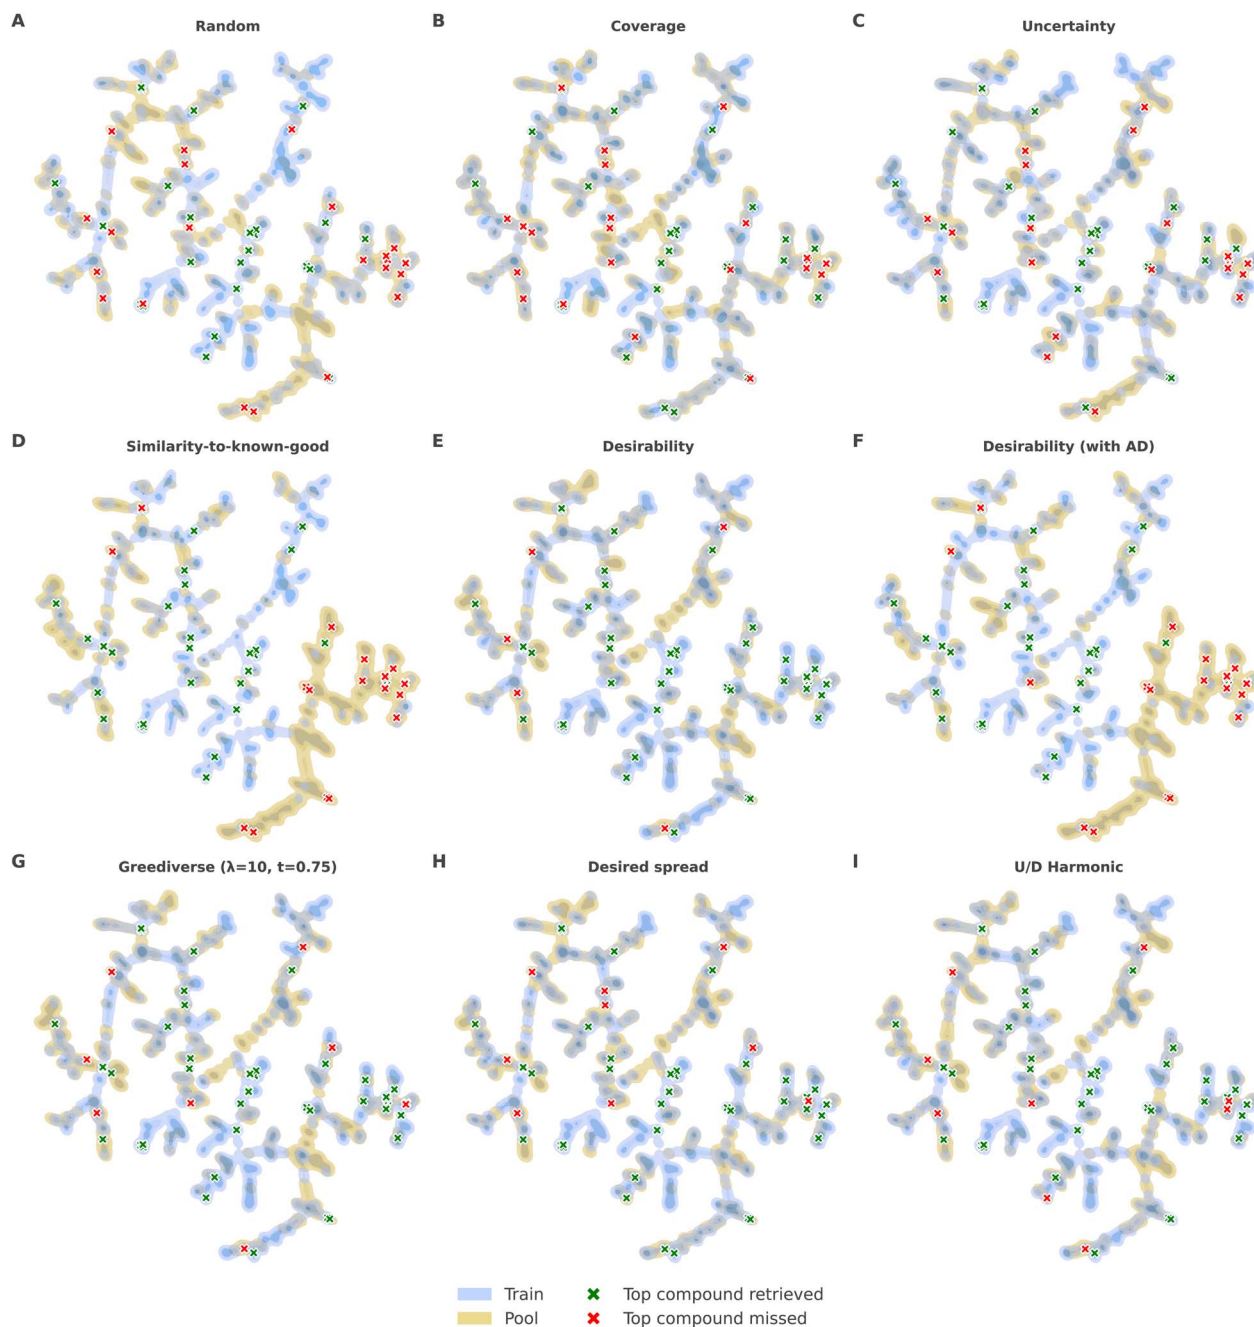 A
Random
B
Coverage
C
Uncertainty
D
Similarity-to-known-good
E
Desirability
F
Desirability (with AD)
G
Greediverse (λ=10, t=0.75)
H
Desired spread
I
U/D Harmonic
Train
Top compound retrieved
Pool
Top compound missed